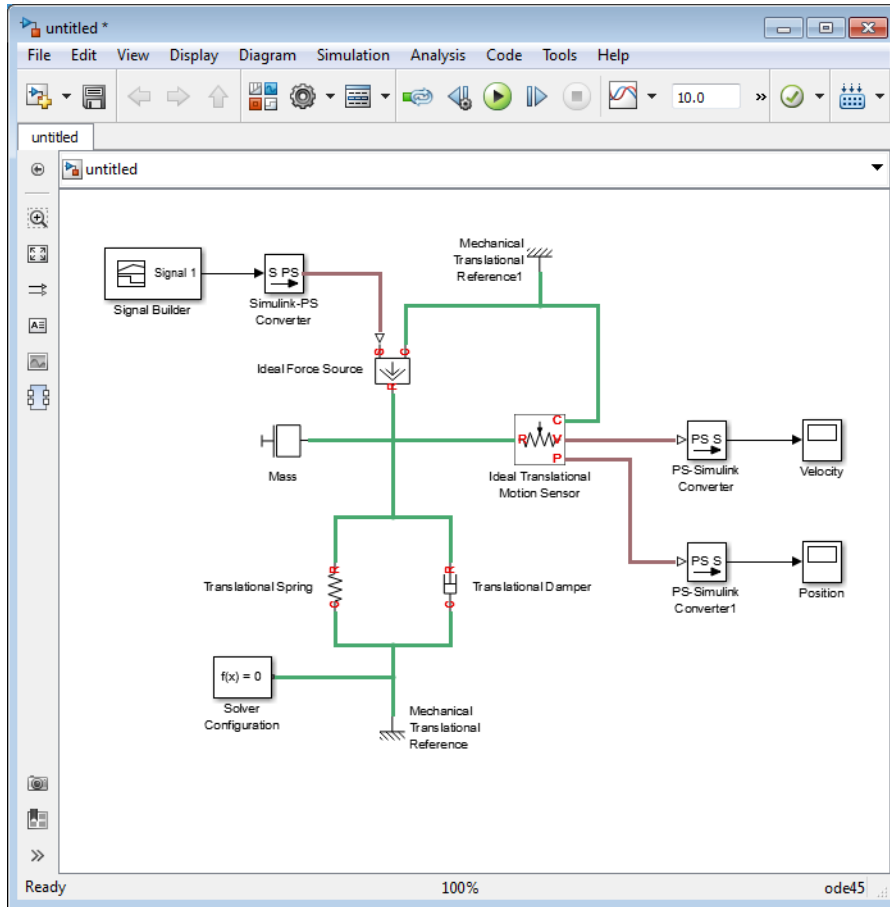 untitled *
File Edit View Display Diagram Simulation Analysis Code Tools Help
10.0 »
untitled
untitled
Signal 1
Signal Builder
S PS
Simulink-PS
Converter
Mechanical
Translational
Reference1
Ideal Force Source
S
C
R
Mass
R
C
V
P
Ideal Translational
Motion Sensor
PS S
PS-Simulink
Converter
Velocity
PS S
PS-Simulink
Converter1
Position
Translational Spring
R
C
R
C
Translational Damper
f(x) = 0
Solver
Configuration
Mechanical
Translational
Reference
Ready 100% ode45